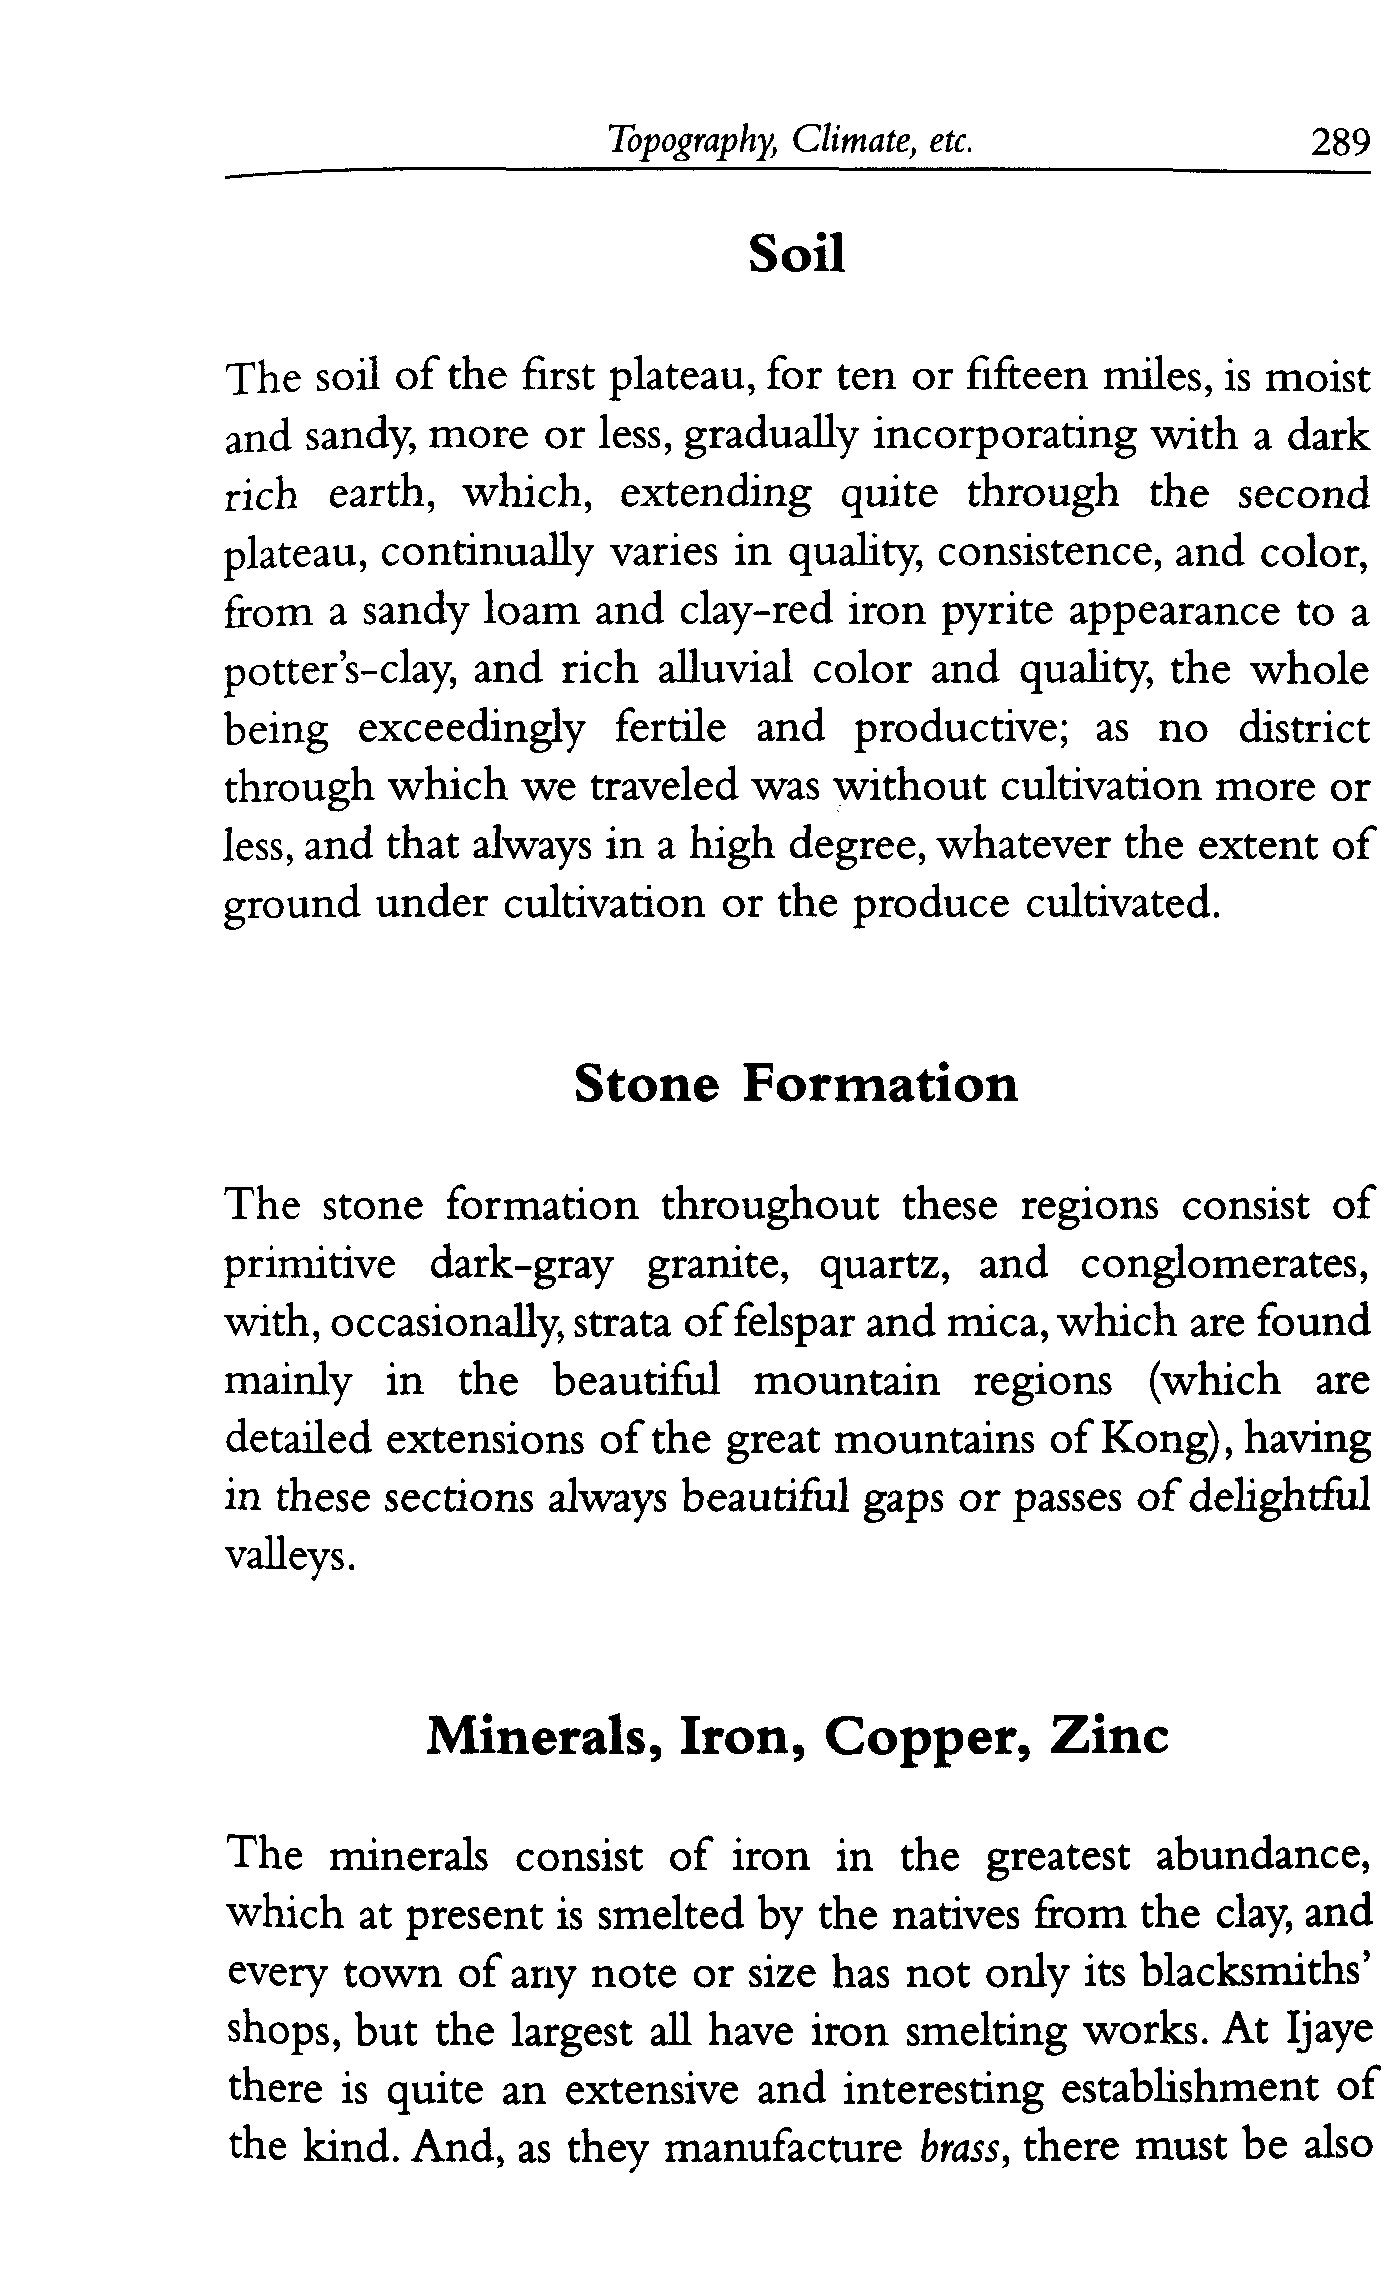 Topography, Climate, etc. 289
Soil
The soil of the first plateau, for ten or fifteen miles, is moist
and sandy, more or less, gradually incorporating with a dark
rich earth, which, extending quite through the second
plateau, continually varies in quality, consistence, and color,
from a sandy loam and clay-red iron pyrite appearance to a
potter's-clay, and rich alluvial color and quality, the whole
being exceedingly fertile and productive; as no district
through which we traveled was without cultivation more or
less, and that always in a high degree, whatever the extent of
ground under cultivation or the produce cultivated.
Stone Formation
The stone formation throughout these regions consist of
primitive dark-gray granite, quartz, and conglomerates,
with, occasionally, strata of felspar and mica, which are found
mainly in the beautiful mountain regions (which are
detailed extensions of the great mountains of Kong), having
in these sections always beautiful gaps or passes of delightful
valleys.
Minerals, Iron, Copper, Zinc
The minerals consist of iron in the greatest abundance,
which at present is smelted by the natives from the clay, and
every town of any note or size has not only its blacksmiths'
shops, but the largest all have iron smelting works. At Ijaye
there is quite an extensive and interesting establishment of
the kind. And, as they manufacture brass, there must be also